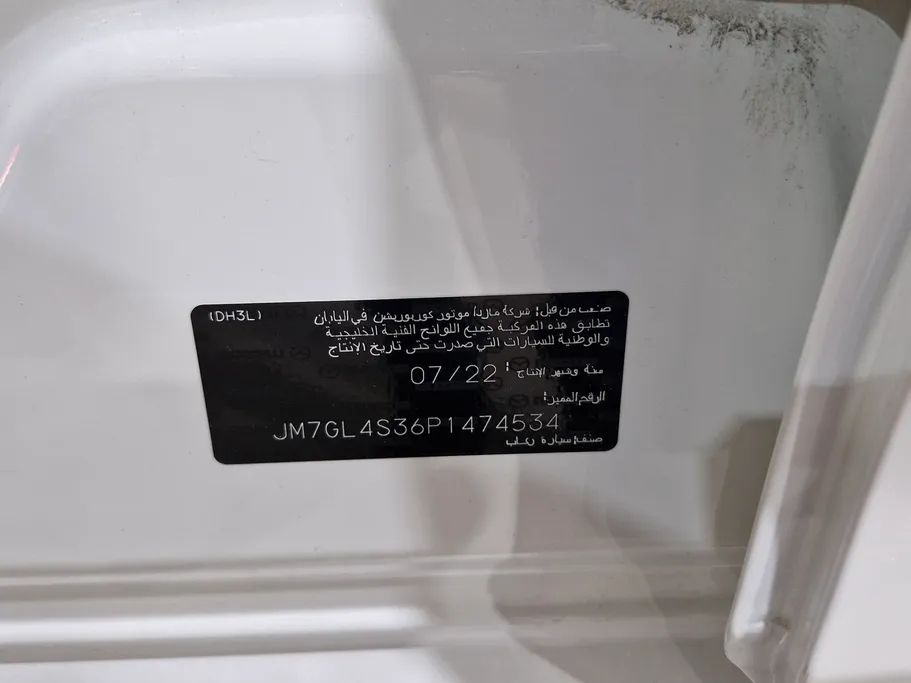 (DH3L)
صنعت من قبل: شركة مازدا موتور كوربوريشن في اليابان
تطابق هذه المركبة جميع اللوائح الفنية الخليجية
والوطنية للسيارات التي صدرت حتى تاريخ الإنتاج
سنة وشهر الإنتاج : 07/22
الرقم المميز:
JM7GL4S36P1474534
صنف: سيارة ركاب